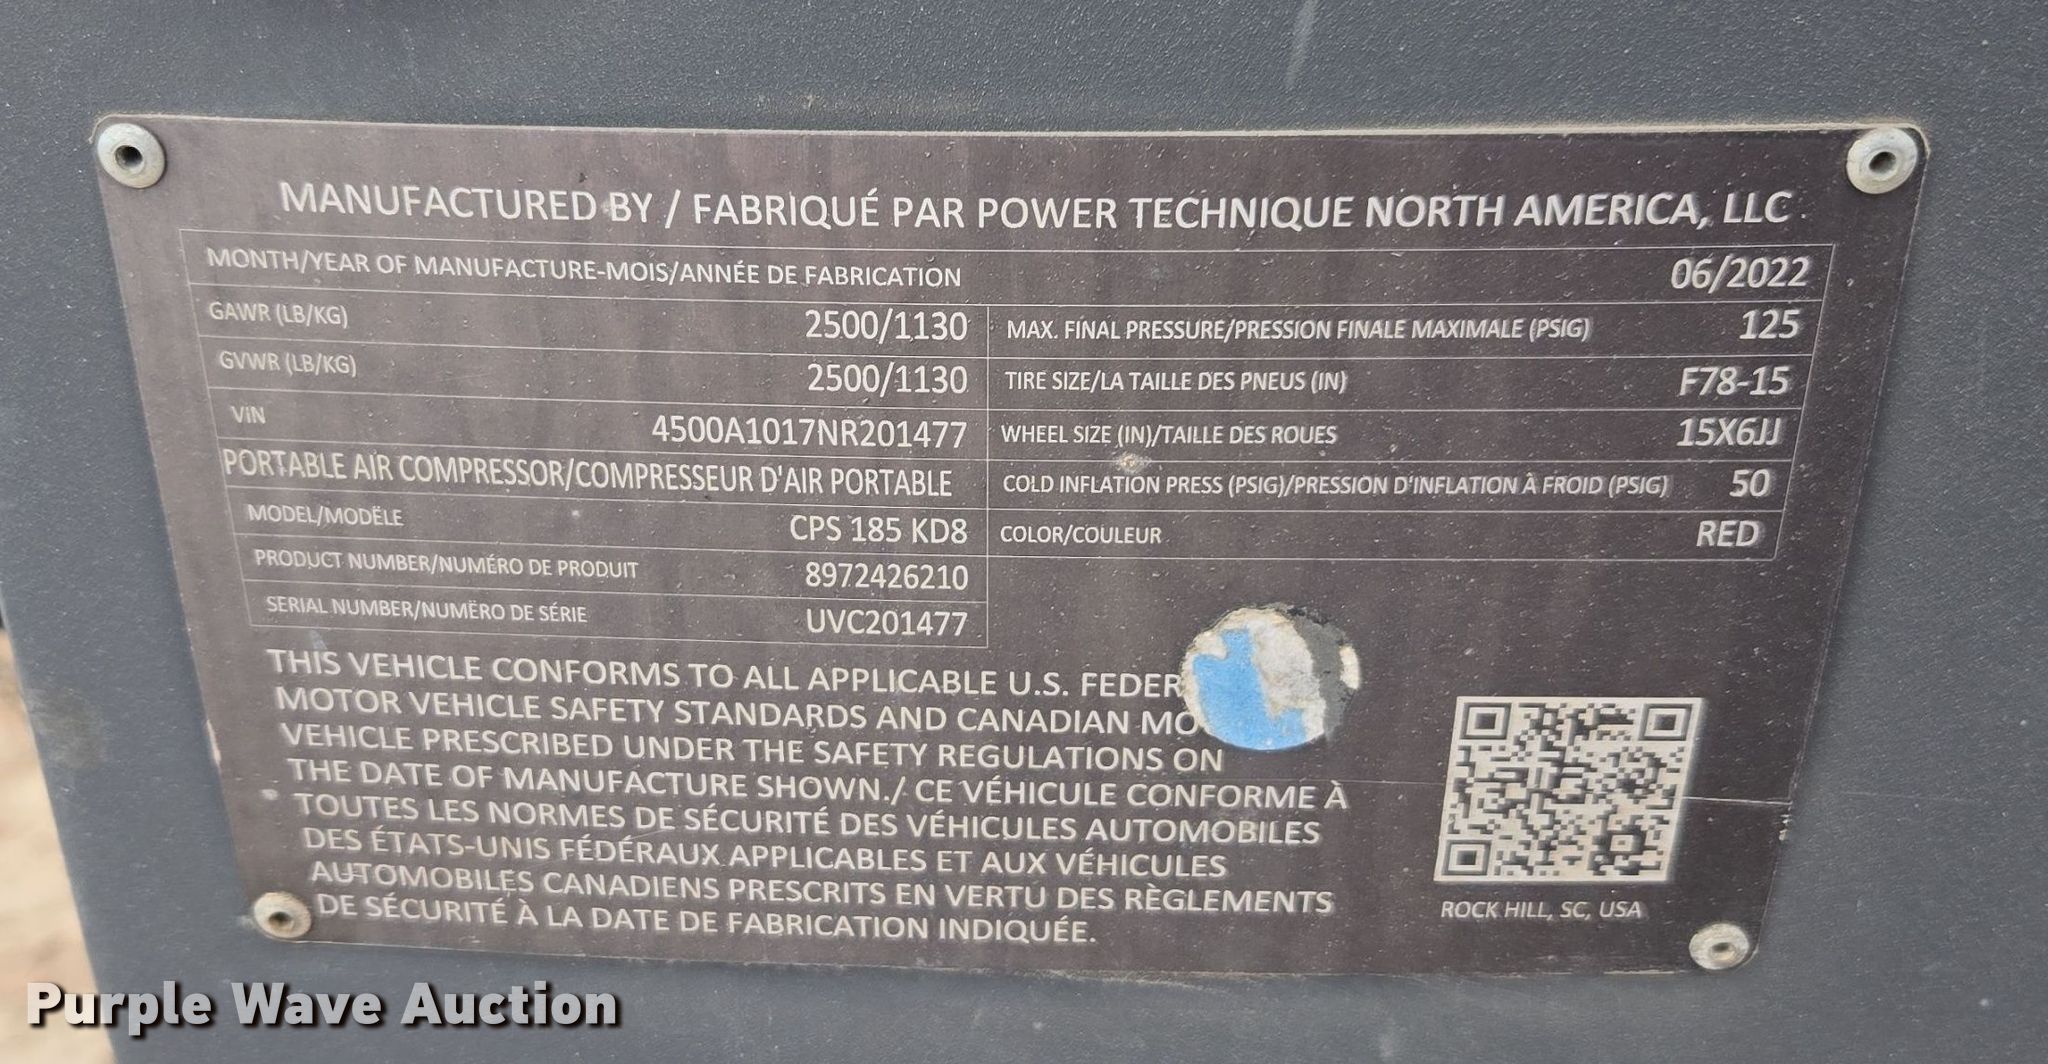 MANUFACTURED BY / FABRIQUÉ PAR POWER TECHNIQUE NORTH AMERICA, LLC
MONTH/YEAR OF MANUFACTURE-MOIS/ANNÉE DE FABRICATION 06/2022
GAWR (LB/KG) 2500/1130 MAX. FINAL PRESSURE/PRESSION FINALE MAXIMALE (PSIG) 125
GVWR (LB/KG) 2500/1130 TIRE SIZE/LA TAILLE DES PNEUS (IN) F78-15
VIN 4500A1017NR201477 WHEEL SIZE (IN)/TAILLE DES ROUES 15X6JJ
PORTABLE AIR COMPRESSOR/COMPRESSEUR D'AIR PORTABLE COLD INFLATION PRESS (PSIG)/PRESSION D'INFLATION À FROID (PSIG) 50
MODEL/MODËLE CPS 185 KD8 COLOR/COULEUR RED
PRODUCT NUMBER/NUMÉRO DE PRODUIT 8972426210
SERIAL NUMBER/NUMËRO DE SÉRIE UVC201477
THIS VEHICLE CONFORMS TO ALL APPLICABLE U.S. FEDER
MOTOR VEHICLE SAFETY STANDARDS AND CANADIAN MO
VEHICLE PRESCRIBED UNDER THE SAFETY REGULATIONS ON
THE DATE OF MANUFACTURE SHOWN./ CE VÉHICULE CONFORME À
TOUTES LES NORMES DE SÉCURITÉ DES VÉHICULES AUTOMOBILES
DES ÉTATS-UNIS FÉDÉRAUX APPLICABLES ET AUX VÉHICULES
AUTOMOBILES CANADIENS PRESCRITS EN VERTU DES RÈGLEMENTS
DE SÉCURITÉ À LA DATE DE FABRICATION INDIQUÉE.
ROCK HILL, SC, USA
Purple Wave Auction